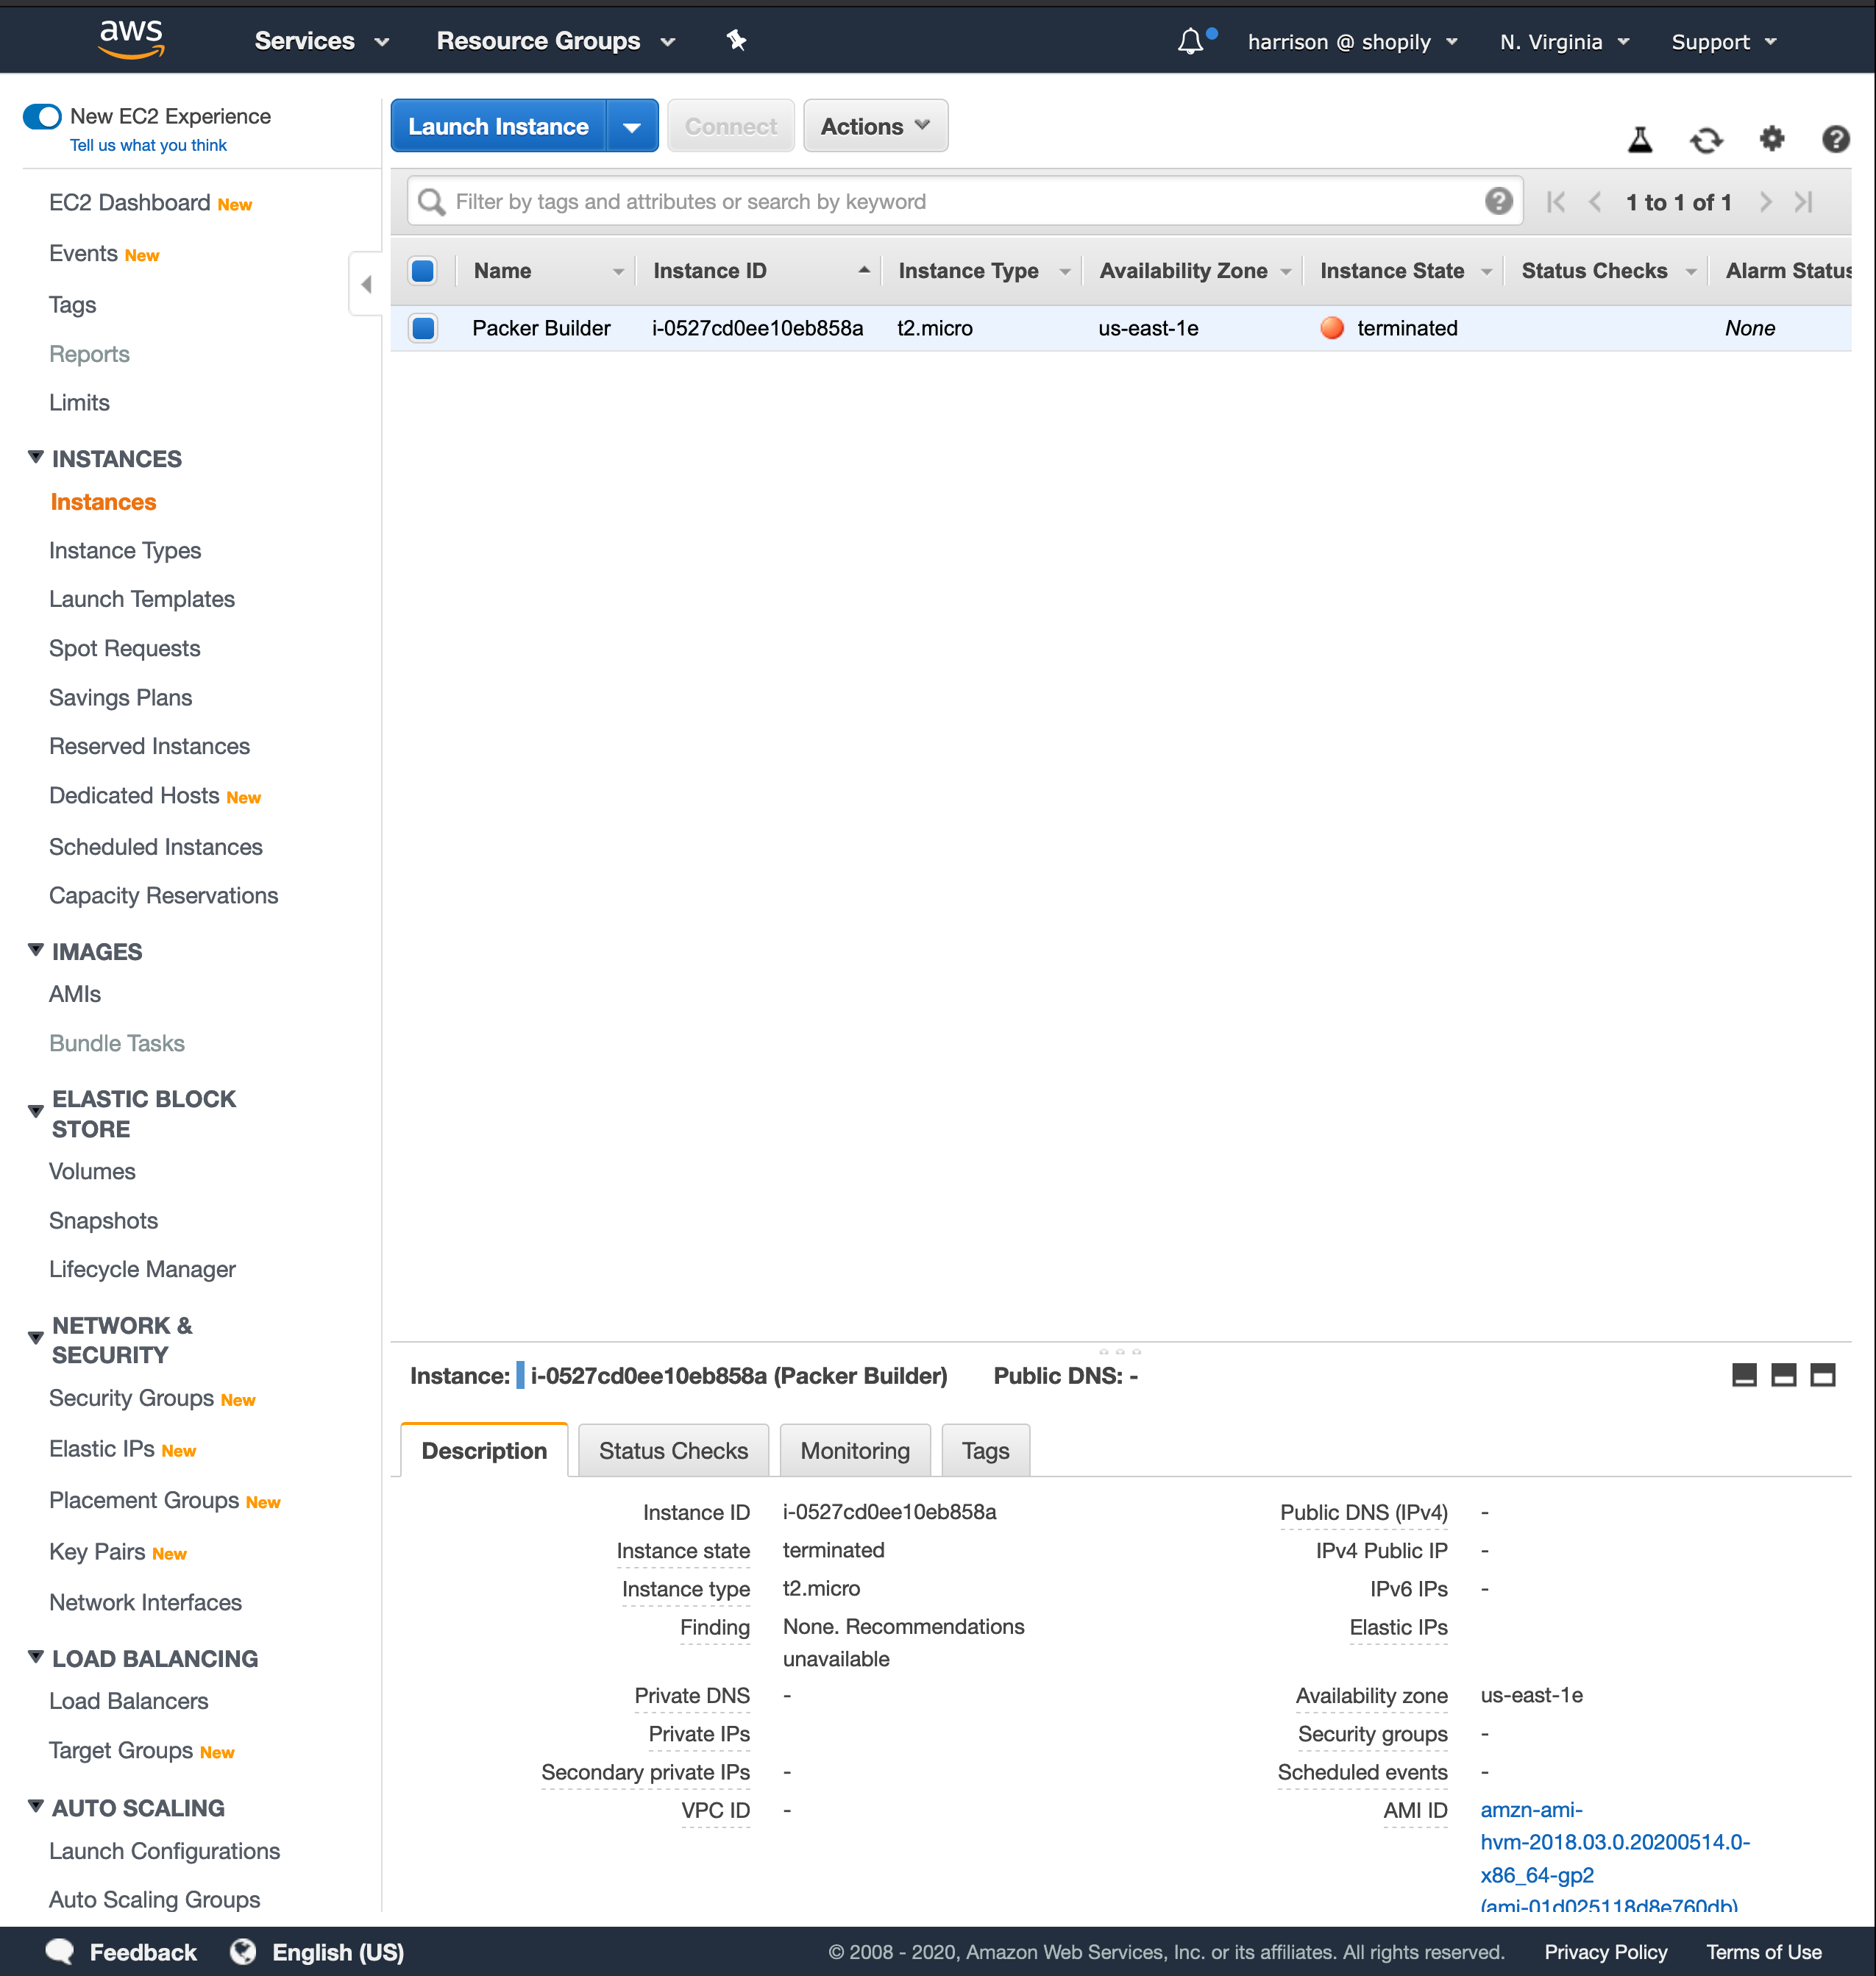 aws Services Resource Groups harrison @ shopily N. Virginia Support
New EC2 Experience
Tell us what you think
EC2 Dashboard New
Events New
Tags
Reports
Limits
INSTANCES
Instances
Instance Types
Launch Templates
Spot Requests
Savings Plans
Reserved Instances
Dedicated Hosts New
Scheduled Instances
Capacity Reservations
IMAGES
AMIs
Bundle Tasks
ELASTIC BLOCK
STORE
Volumes
Snapshots
Lifecycle Manager
NETWORK &
SECURITY
Security Groups New
Elastic IPs New
Placement Groups New
Key Pairs New
Network Interfaces
LOAD BALANCING
Load Balancers
Target Groups New
AUTO SCALING
Launch Configurations
Auto Scaling Groups
Launch Instance Connect Actions
Filter by tags and attributes or search by keyword 1 to 1 of 1
Name Instance ID Instance Type Availability Zone Instance State Status Checks Alarm Status
Packer Builder i-0527cd0ee10eb858a t2.micro us-east-1e terminated None
Instance: i-0527cd0ee10eb858a (Packer Builder) Public DNS: -
Description Status Checks Monitoring Tags
Instance ID i-0527cd0ee10eb858a Public DNS (IPv4) -
Instance state terminated IPv4 Public IP -
Instance type t2.micro IPv6 IPs -
Finding None. Recommendations Elastic IPs
unavailable
Private DNS - Availability zone us-east-1e
Private IPs Security groups -
Secondary private IPs - Scheduled events -
VPC ID - AMI ID amzn-ami-
hvm-2018.03.0.20200514.0-
x86_64-gp2
(ami-01d025118d8e760db)
Feedback English (US) © 2008 - 2020, Amazon Web Services, Inc. or its affiliates. All rights reserved. Privacy Policy Terms of Use